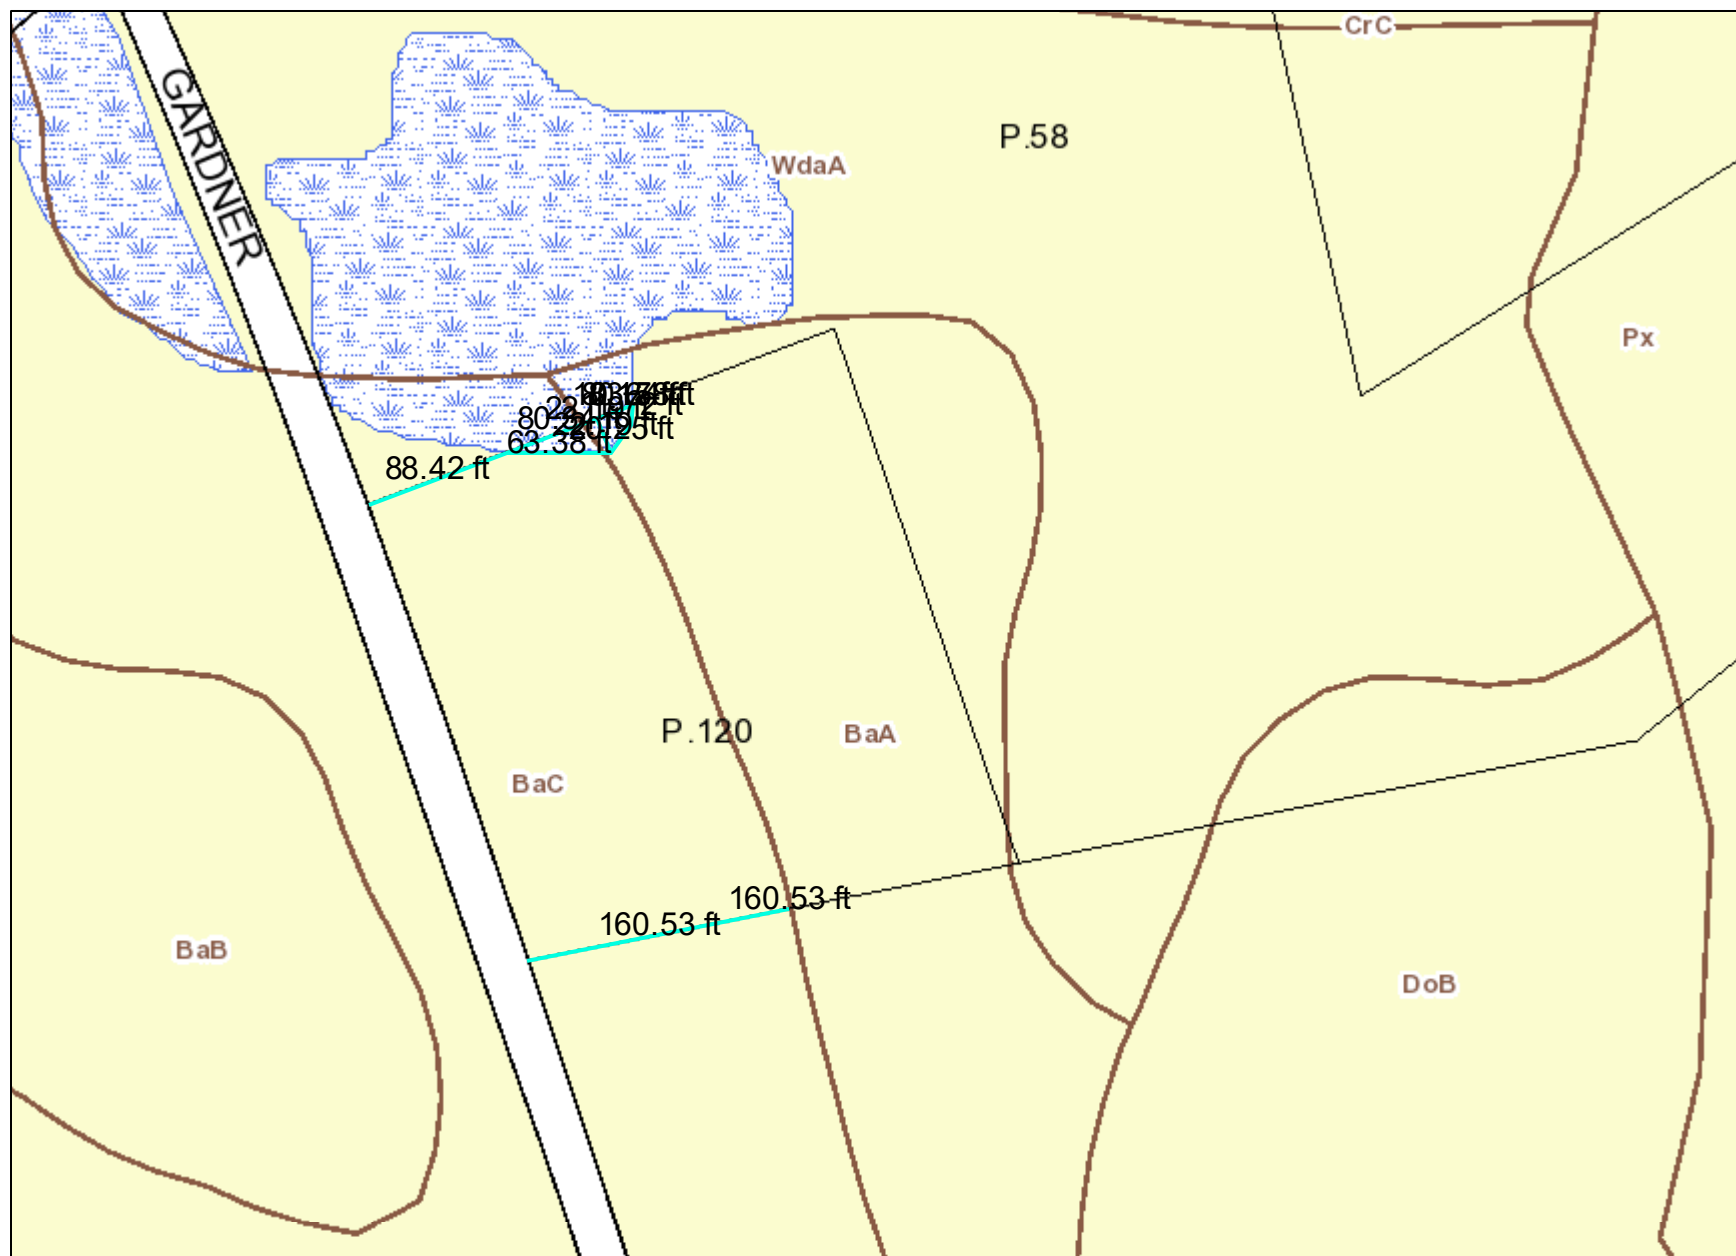 CrC
GARDNER
P.58
WdaA
Px
63.38 ft
88.42 ft
P.120
BaA
BaC
160.53 ft
160.53 ft
BaB
DoB